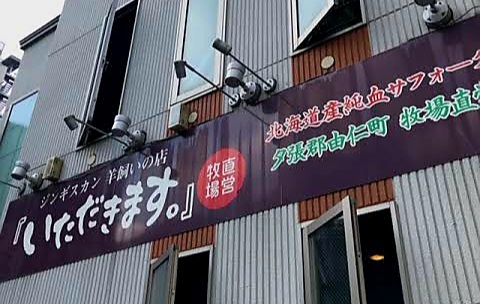 ジンギスカン 羊飼いの店
『いただきます。』
直営
牧場
北海道産純血サフォーク
夕張郡由仁町 牧場直営